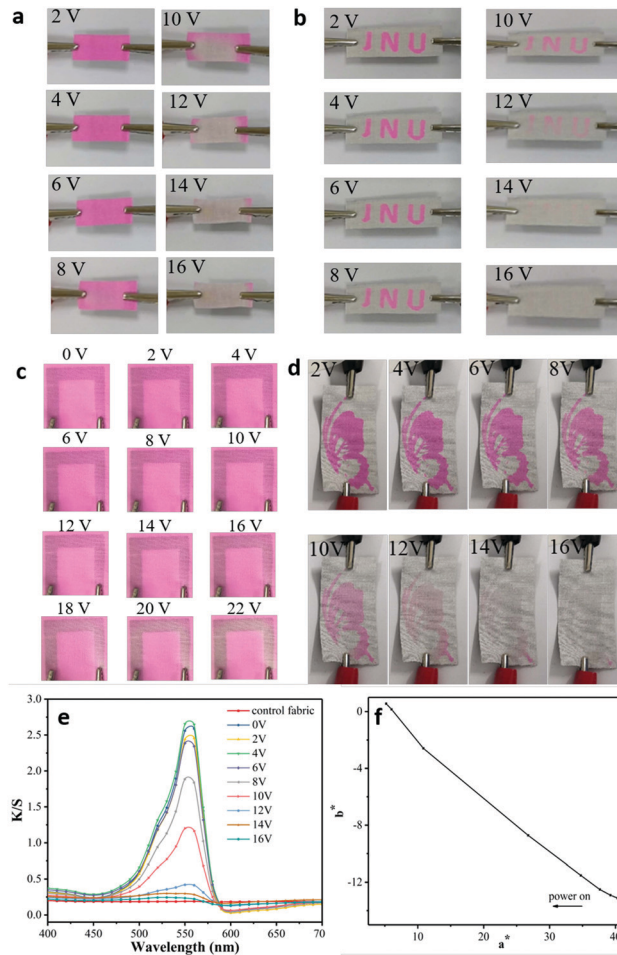 a
2 V
10 V
4 V
12 V
6 V
14 V
8 V
16 V
b
2 V
JNU
10 V
JNU
4 V
JNU
12 V
JNU
6 V
JNU
14 V
8 V
JNU
16 V
c
0 V
2 V
4 V
6 V
8 V
10 V
12 V
14 V
16 V
18 V
20 V
22 V
d
2V
4V
6V
8V
10V
12V
14V
16V
e
3.0
2.5
2.0
1.5
1.0
0.5
0.0
K/S
400
450
500
550
600
650
70
Wavelength (nm)
control fabric
0V
2V
4V
6V
8V
10V
12V
14V
16V
f
0
-4
-8
-12
b*
0
10
20
30
40
a*
power on